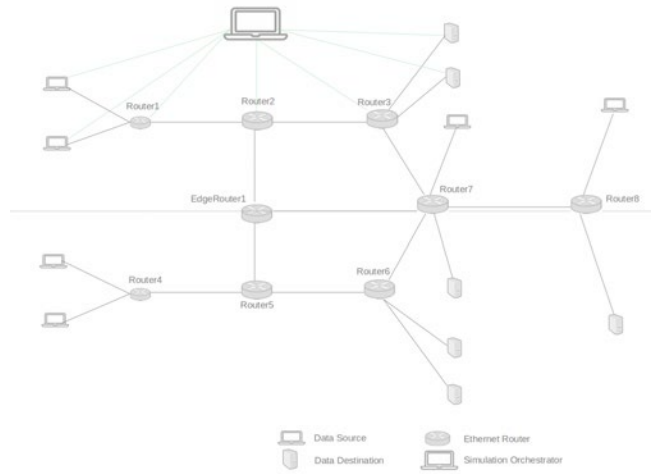 Router1
Router2
Router3
EdgeRouter1
Router7
Router8
Router4
Router5
Router6
Data Source
Ethernet Router
Data Destination
Simulation Orchestrator